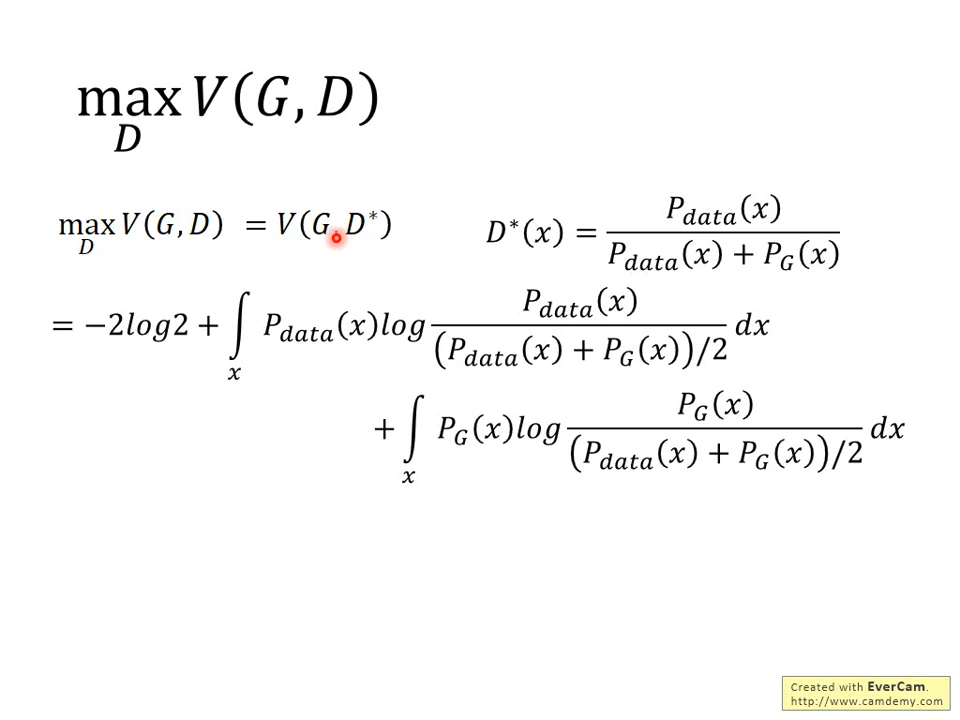 max V(G, D)
D
max V(G, D) = V(G, D*)
D
D*(x) = P_data(x) / P_data(x) + P_G(x)
= −2log2 + ∫_x P_data(x)log P_data(x) / (P_data(x) + P_G(x))/2 dx
+ ∫_x P_G(x)log P_G(x) / (P_data(x) + P_G(x))/2 dx
Created with EverCam.
http://www.camdemy.com